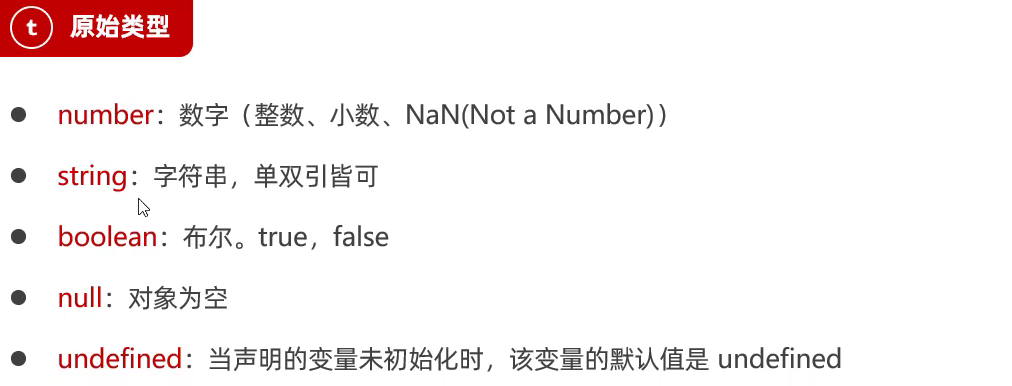 t 原始类型
number：数字（整数、小数、NaN(Not a Number)）
string：字符串，单双引皆可
boolean：布尔。true，false
null：对象为空
undefined：当声明的变量未初始化时，该变量的默认值是 undefined